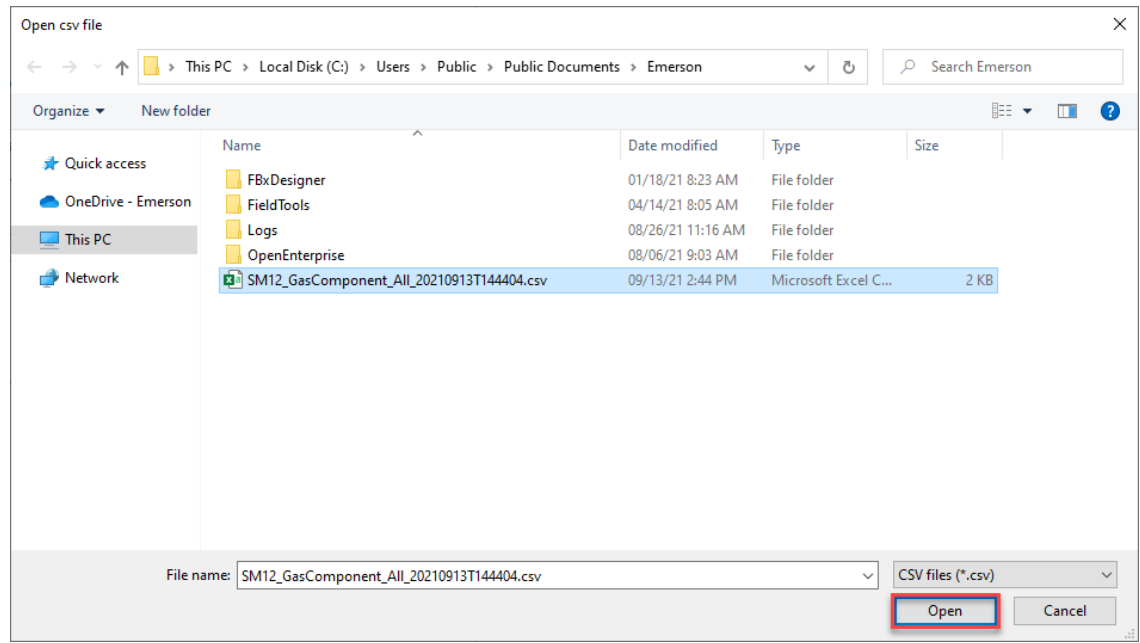 Open csv file
This PC > Local Disk (C:) > Users > Public > Public Documents > Emerson
Search Emerson
Organize
New folder
Name Date modified Type Size
Quick access
OneDrive - Emerson
This PC
Network
FBxDesigner 01/18/21 8:23 AM File folder
FieldTools 04/14/21 8:05 AM File folder
Logs 08/26/21 11:16 AM File folder
OpenEnterprise 08/06/21 9:03 AM File folder
SM12_GasComponent_All_20210913T144404.csv 09/13/21 2:44 PM Microsoft Excel C... 2 KB
File name: SM12_GasComponent_All_20210913T144404.csv CSV files (*.csv)
Open Cancel